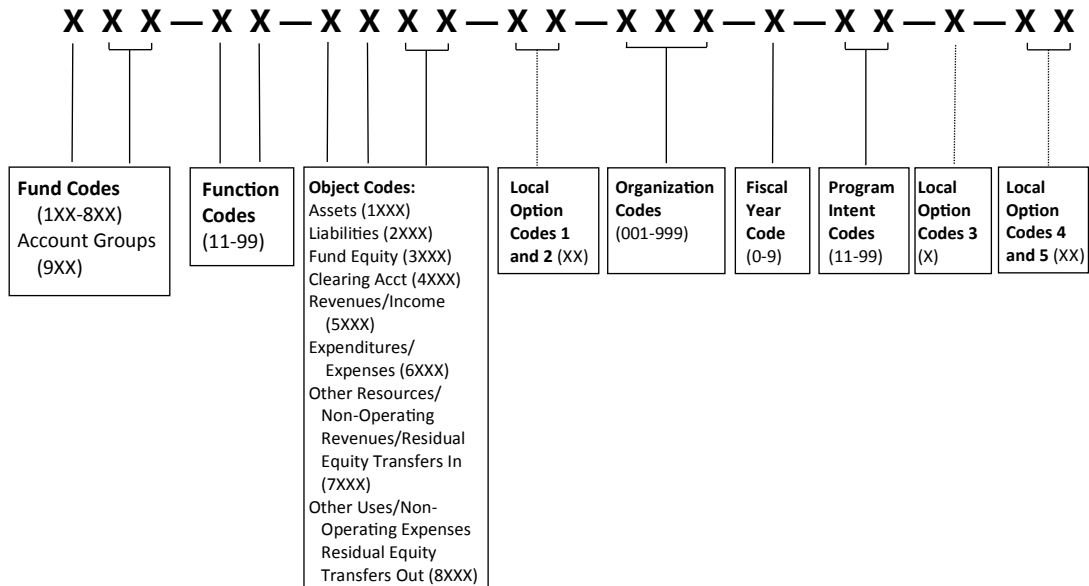 X X X — X X — X X X X — X X — X X X — X — X X — X — X X
Fund Codes
(1XX-8XX)
Account Groups
(9XX)
Function
Codes
(11-99)
Object Codes:
Assets (1XXX)
Liabilities (2XXX)
Fund Equity (3XXX)
Clearing Acct (4XXX)
Revenues/Income
(5XXX)
Expenditures/
Expenses (6XXX)
Other Resources/
Non-Operating
Revenues/Residual
Equity Transfers In
(7XXX)
Other Uses/Non-
Operating Expenses
Residual Equity
Transfers Out (8XXX)
Local
Option
Codes 1
and 2 (XX)
Organization
Codes
(001-999)
Fiscal
Year
Code
(0-9)
Program
Intent
Codes
(11-99)
Local
Option
Codes 3
(X)
Local
Option
Codes 4
and 5 (XX)